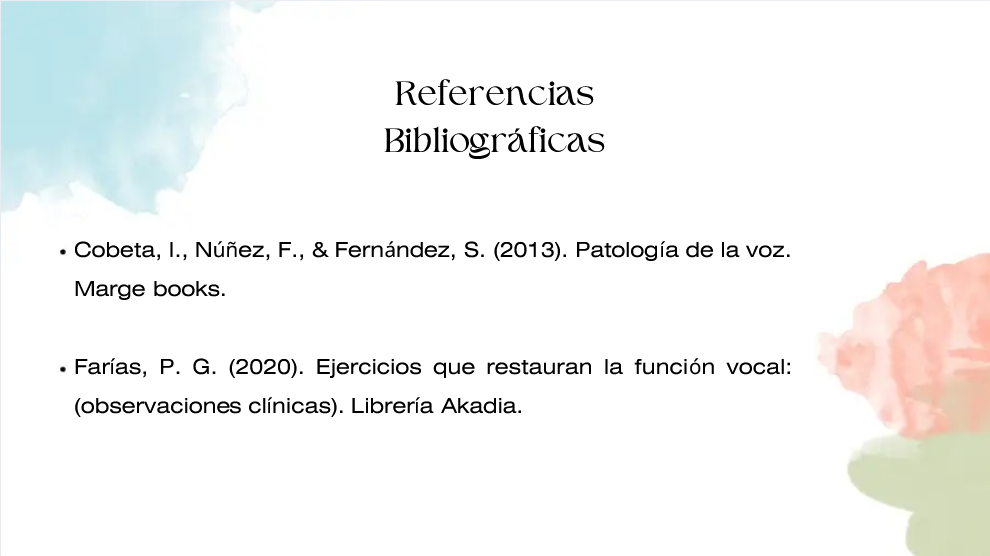 Referencias
Bibliográficas
• Cobeta, I., Núñez, F., & Fernández, S. (2013). Patología de la voz.
Marge books.
• Farías, P. G. (2020). Ejercicios que restauran la función vocal:
(observaciones clínicas). Librería Akadia.